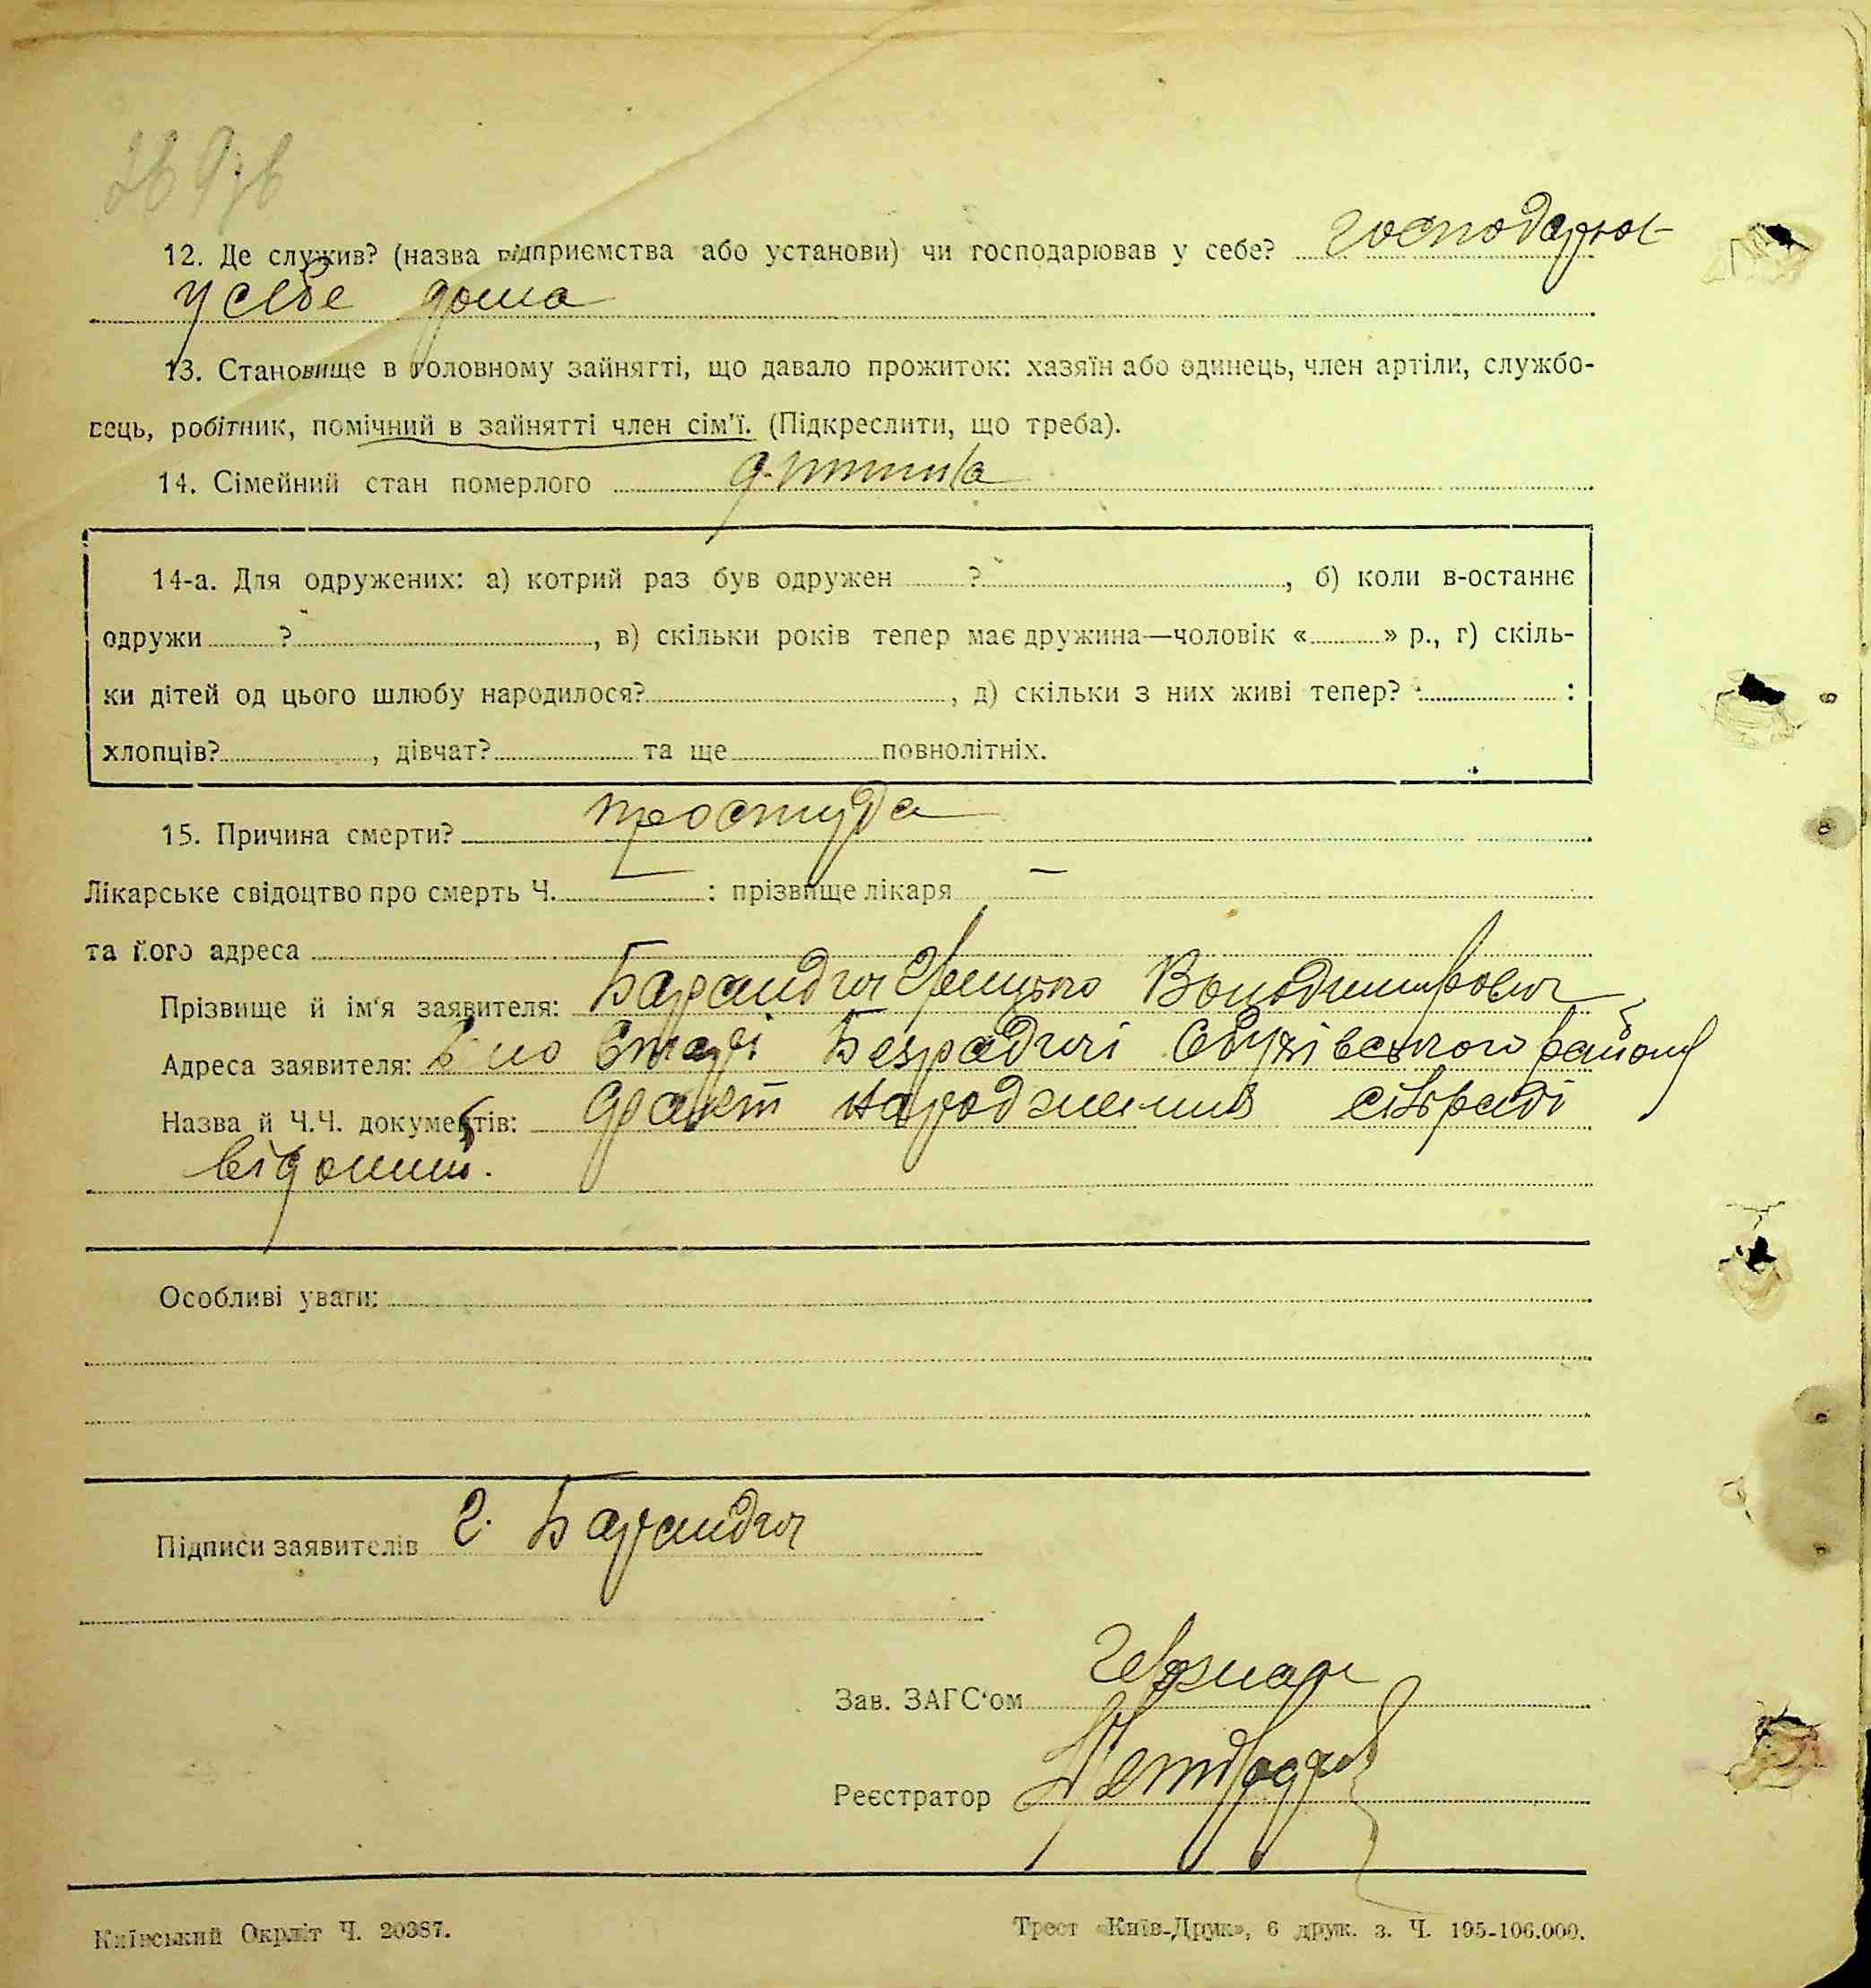 12. Де служив? (назва підприємства або установи) чи господарював у себе? господарює
у себе дома
13. Становище в головному зайнятті, що давало прожиток: хазяїн або одинець, член артіли, службо-
вець, робітник, помічний в зайнятті член сім'ї. (Підкреслити, що треба).
14. Сімейний стан померлого дитина
14-а. Для одружених: а) котрий раз був одружен ?, б) коли в-останнє
одружи ?, в) скільки років тепер має дружина—чоловік « » р., г) скіль-
ки дітей од цього шлюбу народилося?, д) скільки з них живі тепер? :
хлопців?, дівчат? та ще повнолітніх.
15. Причина смерти? простуда
Лікарське свідоцтво про смерть Ч. — : прізвище лікаря —
та його адреса
Прізвище й ім'я заявителя: Барандич Грицько Володимирович
Адреса заявителя: Старі Безрадичі Обухівського району
Назва й Ч.Ч. документів: факт народження сільраді
відомий.
Особливі уваги:
Підписи заявителів Г. Барандич
Зав. ЗАГС'ом
Реєстратор
Київський Окрліт Ч. 20387.
Трест «Київ-Друк», 6 друк. з. Ч. 195-106.000.